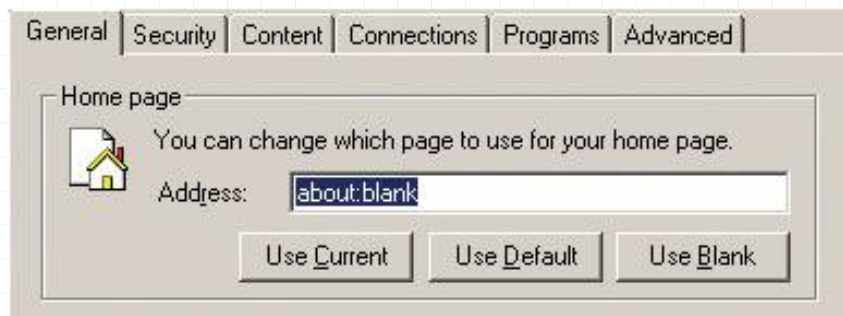 General Security Content Connections Programs Advanced
Home page
You can change which page to use for your home page.
Address: about:blank
Use Current Use Default Use Blank